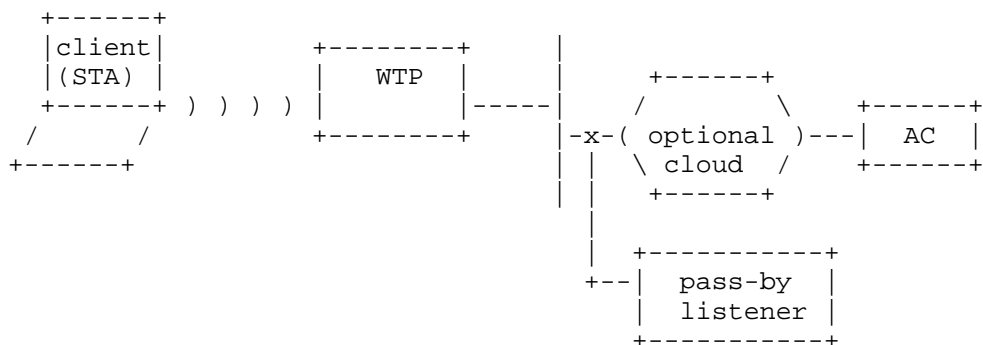 client
(STA)
WTP
optional
cloud
AC
pass-by
listener